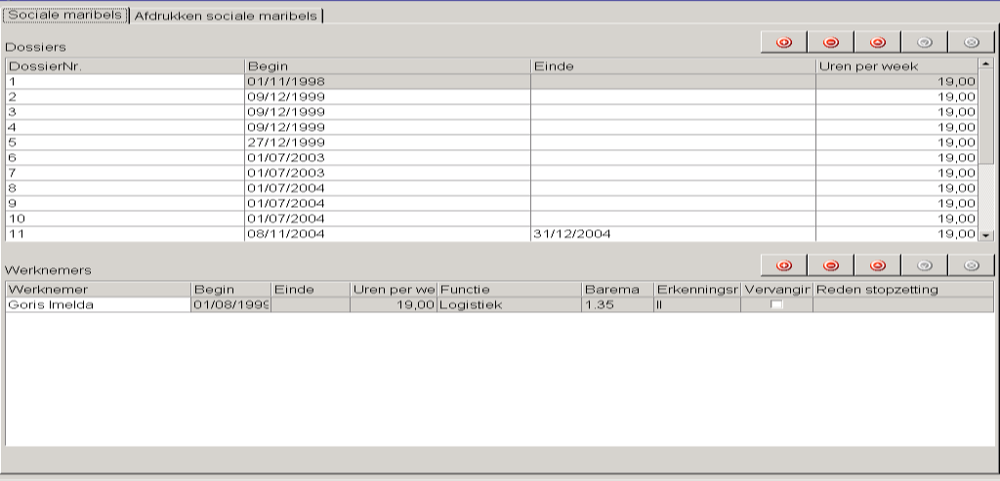 Sociale maribels Afdrukken sociale maribels
Dossiers
DossierNr. Begin Einde Uren per week
1 01/11/1998 19,00
2 09/12/1999 19,00
3 09/12/1999 19,00
4 09/12/1999 19,00
5 27/12/1999 19,00
6 01/07/2003 19,00
7 01/07/2003 19,00
8 01/07/2004 19,00
9 01/07/2004 19,00
10 01/07/2004 19,00
11 08/11/2004 31/12/2004 19,00
Werknemers
Werknemer Begin Einde Uren per we Functie Barema Erkenningsr Vervangir Reden stopzetting
Goris Imelda 01/08/1999 19,00 Logistiek 1.35 II